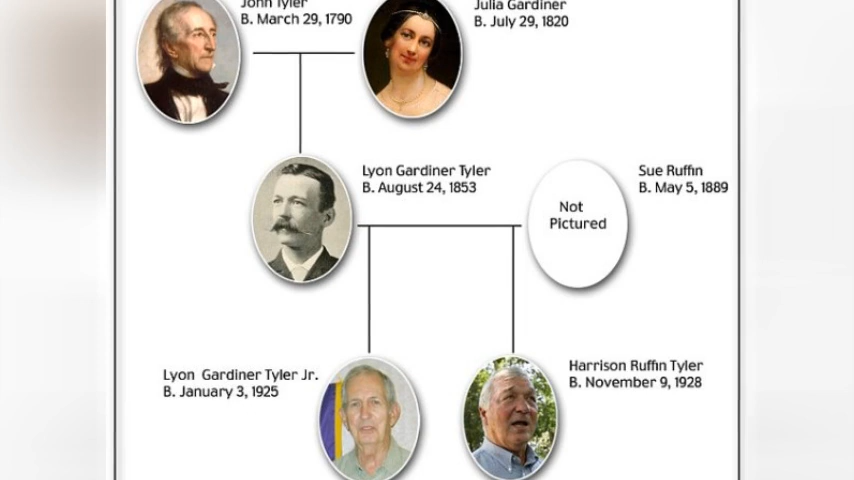 John Tyler
B. March 29, 1790
Julia Gardiner
B. July 29, 1820
Lyon Gardiner Tyler
B. August 24, 1853
Sue Ruffin
B. May 5, 1889
Not
Pictured
Lyon Gardiner Tyler Jr.
B. January 3, 1925
Harrison Ruffin Tyler
B. November 9, 1928